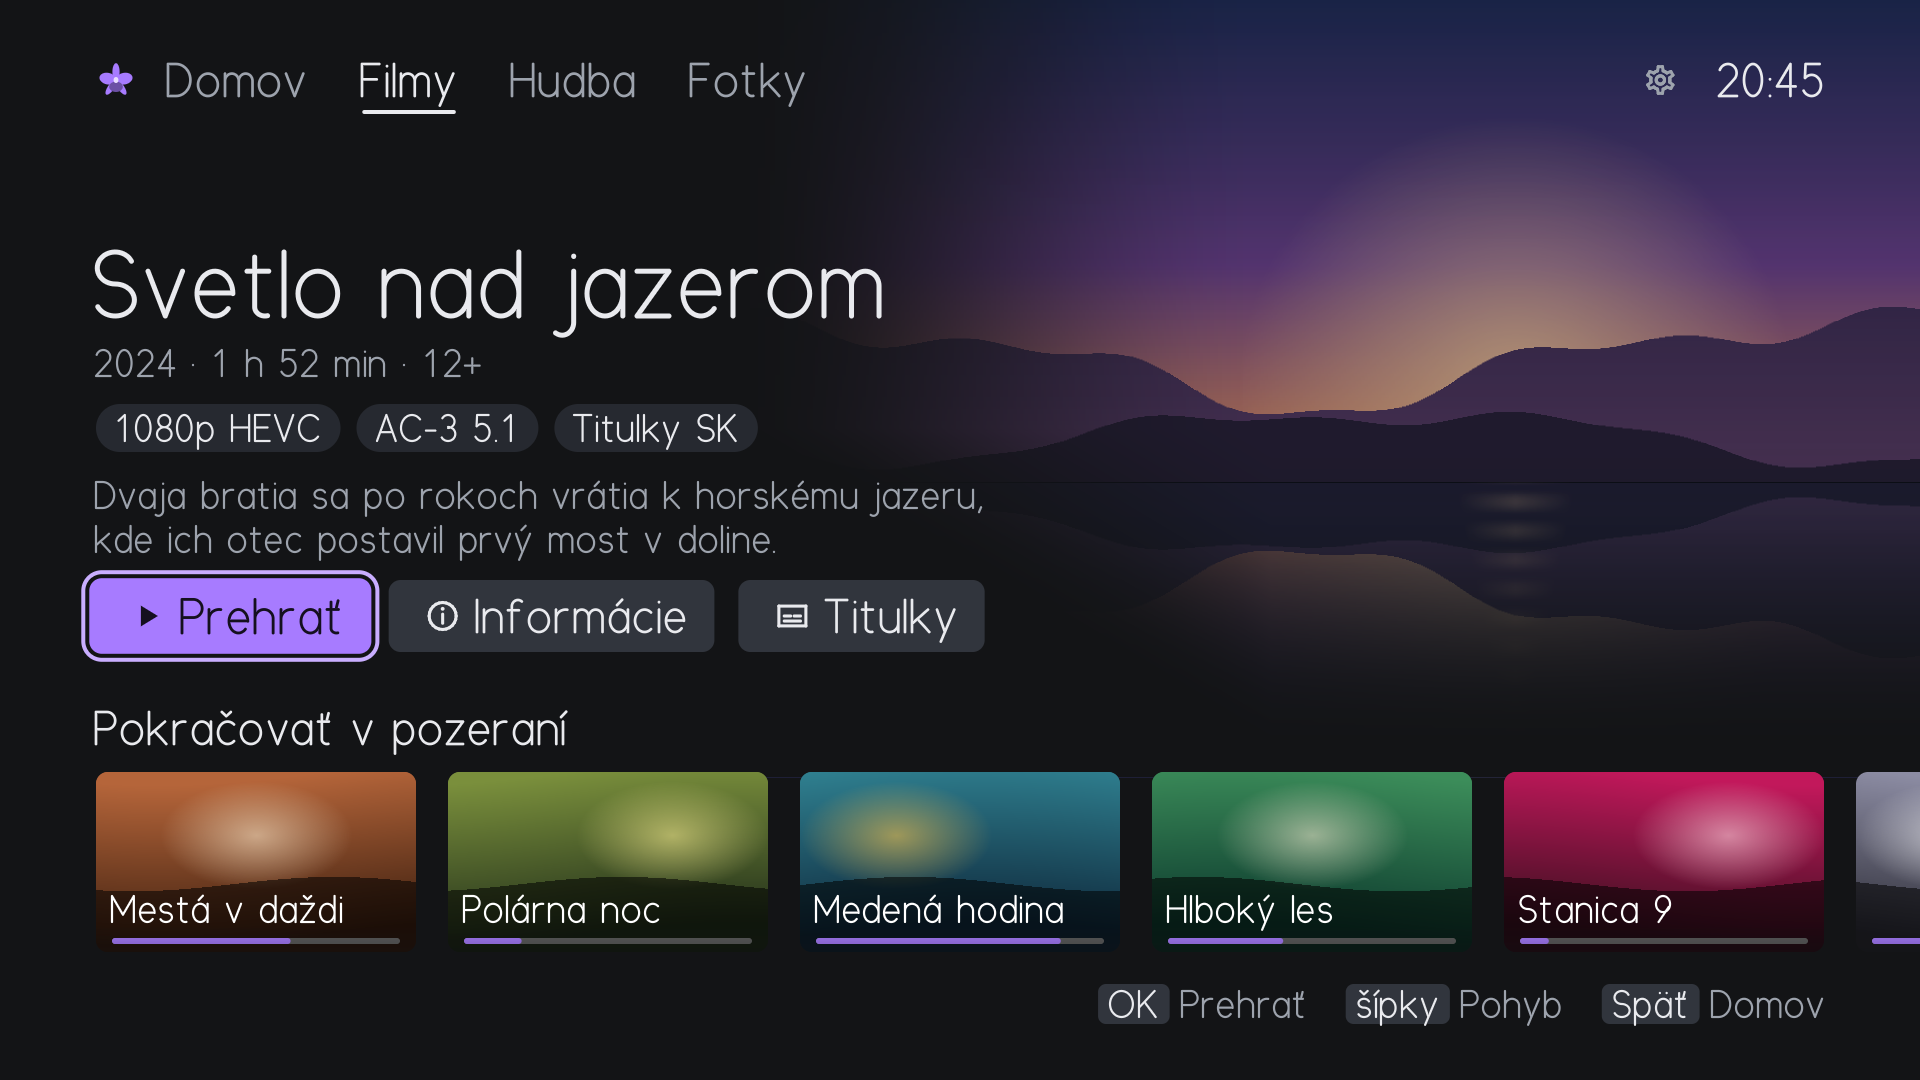 Domov Filmy Hudba Fotky 20:45
Svetlo nad jazerom
2024 · 1 h 52 min · 12+
1080p HEVC AC-3 5.1 Titulky SK
Dvaja bratia sa po rokoch vrátia k horskému jazeru,
kde ich otec postavil prvý most v doline.
Prehrať Informácie Titulky
Pokračovať v pozeraní
Mestá v daždi Polárna noc Medená hodina Hlboký les Stanica 9
OK Prehrať šípky Pohyb Späť Domov